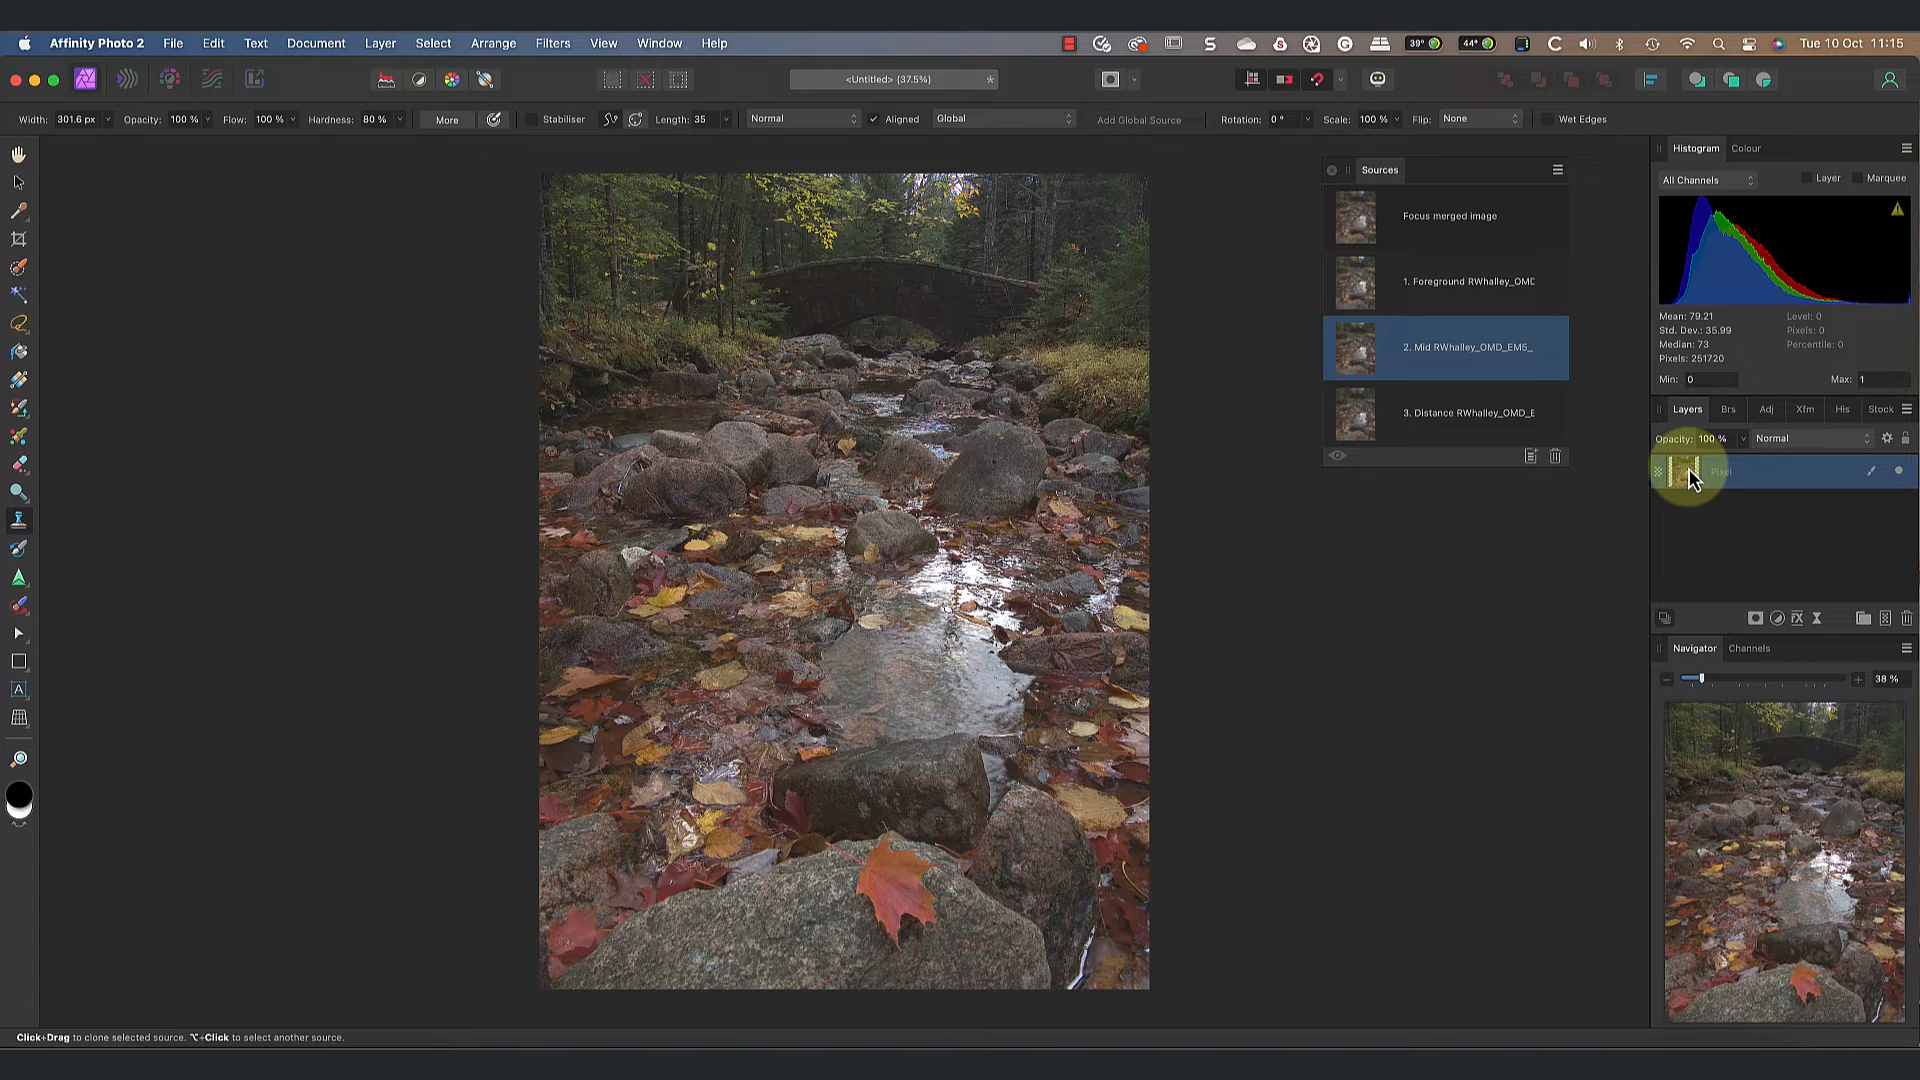 Affinity Photo 2 File Edit Text Document Layer Select Arrange Filters View Window Help 39° 44° Tue 10 Oct 11:15
<Untitled> (37.5%) *
Width: 301.6 px Opacity: 100 % Flow: 100 % Hardness: 80 % More Stabiliser Length: 35 Normal Aligned Global Add Global Source Rotation: 0 ° Scale: 100 % Flip: None Wet Edges
Sources
Focus merged image
1. Foreground RWhalley_OMD
2. Mid RWhalley_OMD_EM5_
3. Distance RWhalley_OMD_E
Histogram Colour
All Channels Layer Marquee
Mean: 79.21 Level: 0
Std. Dev.: 35.99 Pixels: 0
Median: 73 Percentile: 0
Pixels: 251720
Min: 0 Max: 1
Layers Brs Adj Xfm His Stock
Opacity: 100 % Normal
Pixel
Navigator Channels
38 %
Click+Drag to clone selected source. ⌥+Click to select another source.